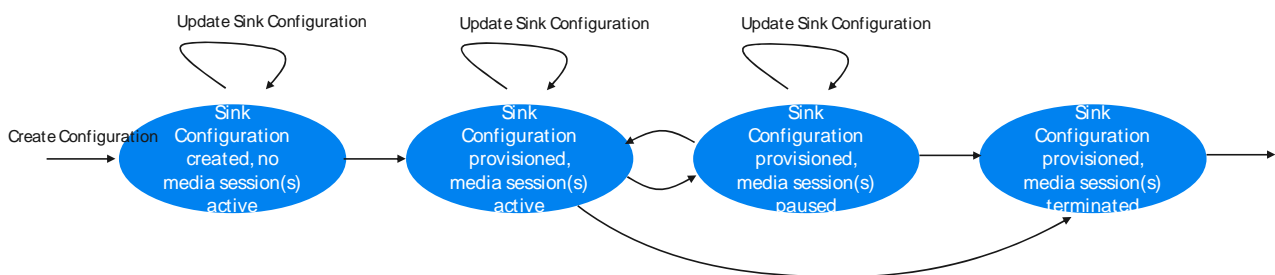 Update Sink Configuration
Update Sink Configuration
Update Sink Configuration
Create Configuration
Sink
Configuration
created, no
media session(s)
active
Sink
Configuration
provisioned,
media session(s)
active
Sink
Configuration
provisioned,
media session(s)
paused
Sink
Configuration
provisioned,
media session(s)
terminated